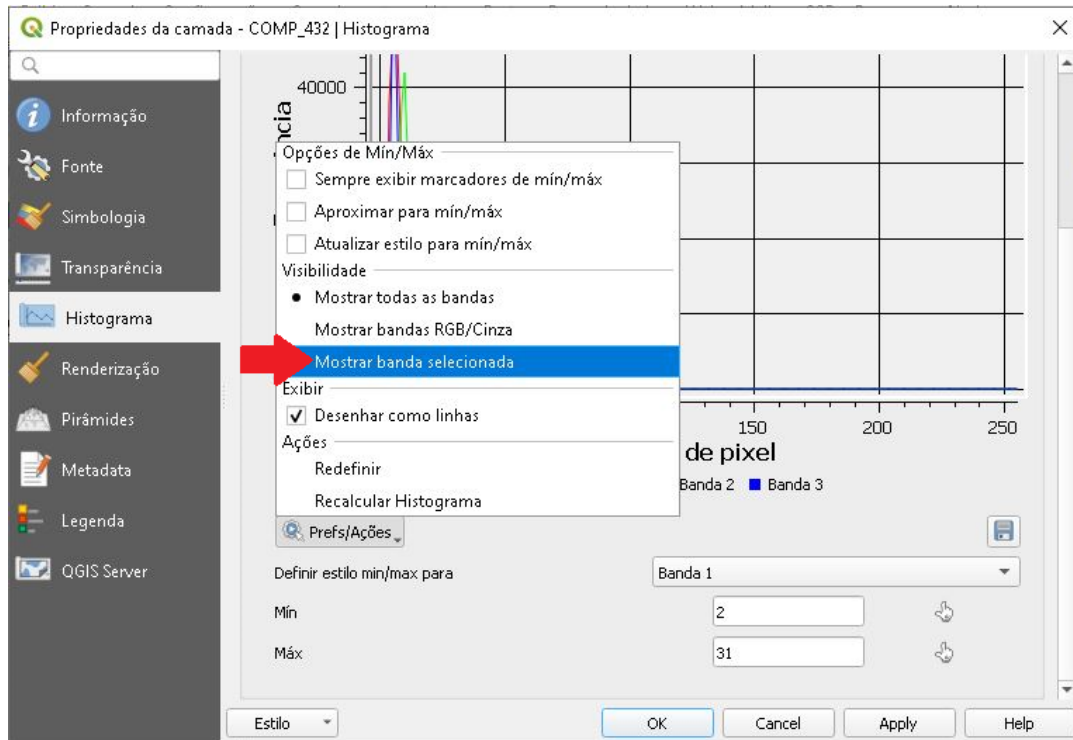 Propriedades da camada - COMP_432 | Histograma
Informação
Fonte
Simbologia
Transparência
Histograma
Renderização
Pirâmides
Metadata
Legenda
QGIS Server
40000
Opções de Mín/Máx
Sempre exibir marcadores de mín/máx
Aproximar para mín/máx
Atualizar estilo para mín/máx
Visibilidade
Mostrar todas as bandas
Mostrar bandas RGB/Cinza
Mostrar banda selecionada
Exibir
Desenhar como linhas
Ações
Redefinir
Recalcular Histograma
150 200 250
de pixel
Banda 2 Banda 3
Prefs/Ações
Definir estilo min/max para Banda 1
Mín 2
Máx 31
Estilo OK Cancel Apply Help